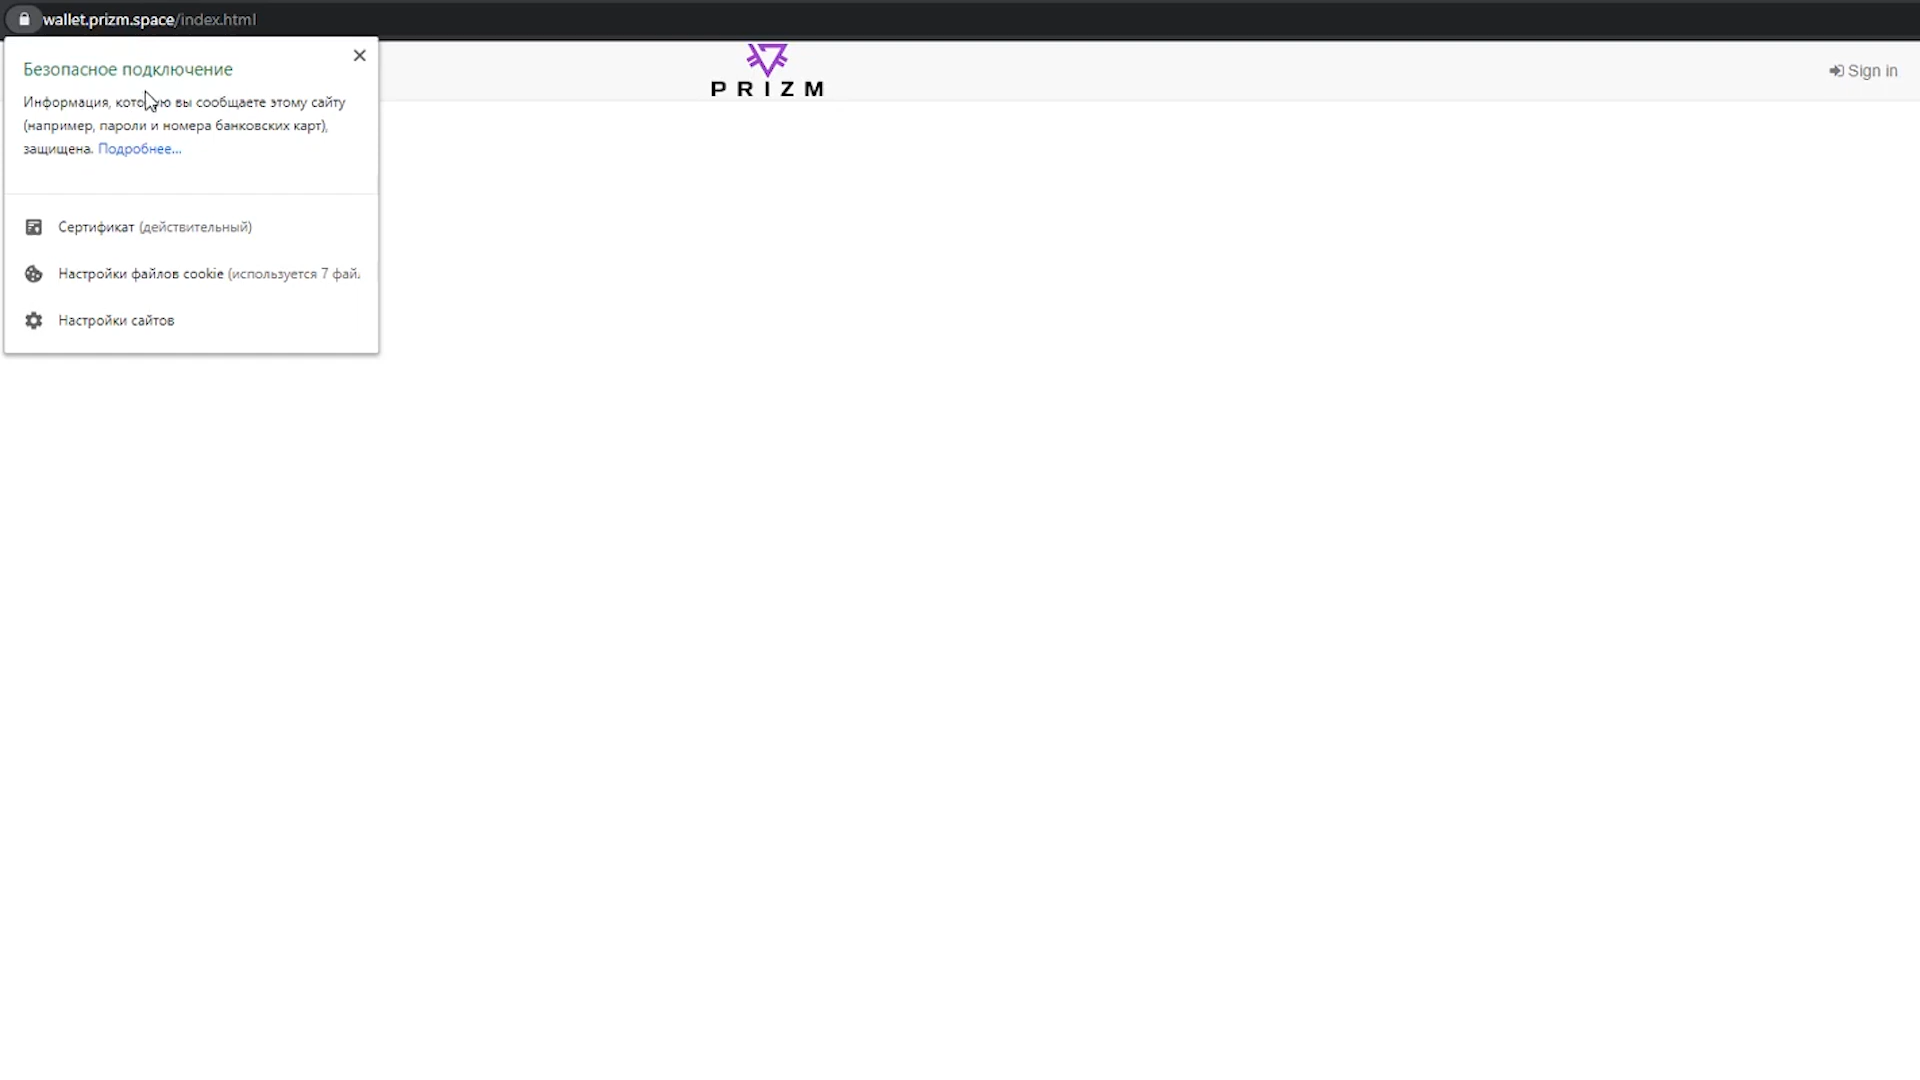 wallet.prizm.space/index.html
Безопасное подключение
Информация, которую вы сообщаете этому сайту
(например, пароли и номера банковских карт),
защищена. Подробнее...
Сертификат (действительный)
Настройки файлов cookie (используется 7 фай.
Настройки сайтов
PRIZM
Sign in